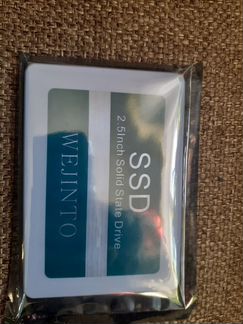 SSD
2.5Inch Solid State Drive
WEJINTO